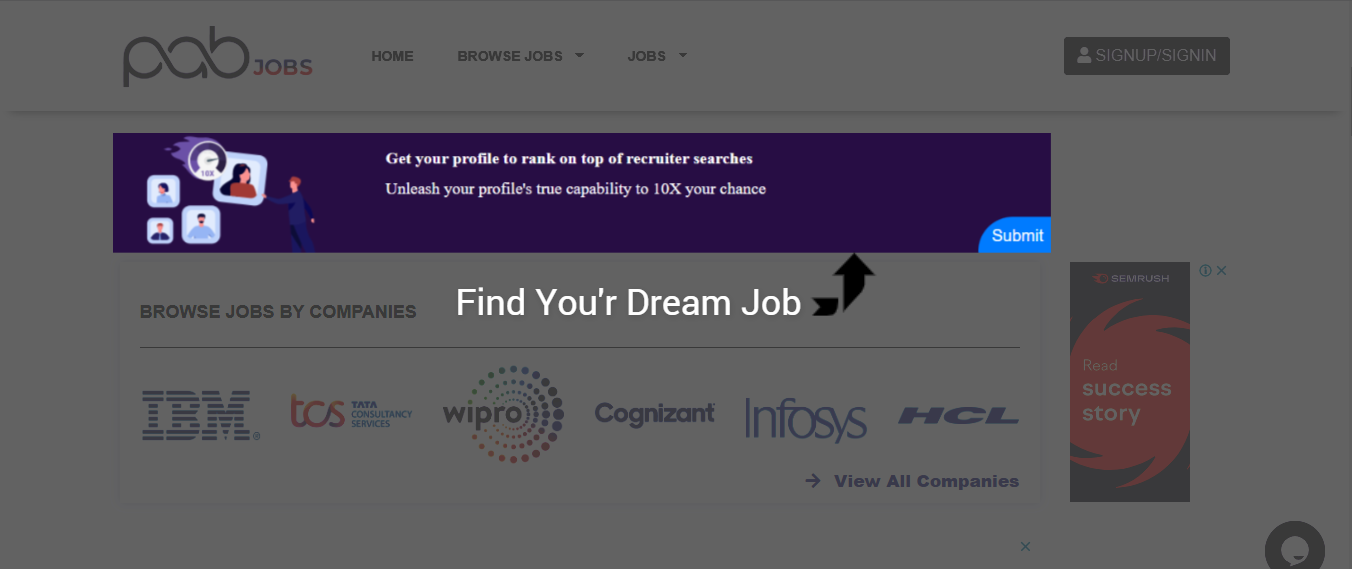 pab JOBS
HOME
BROWSE JOBS
JOBS
SIGNUP/SIGNIN
10X
Get your profile to rank on top of recruiter searches
Unleash your profile's true capability to 10X your chance
Submit
Find You'r Dream Job
BROWSE JOBS BY COMPANIES
IBM®
tcs TATA
CONSULTANCY
SERVICES
wipro
Cognizant
Infosys
HCL
View All Companies
SEMRUSH
Read
success
story